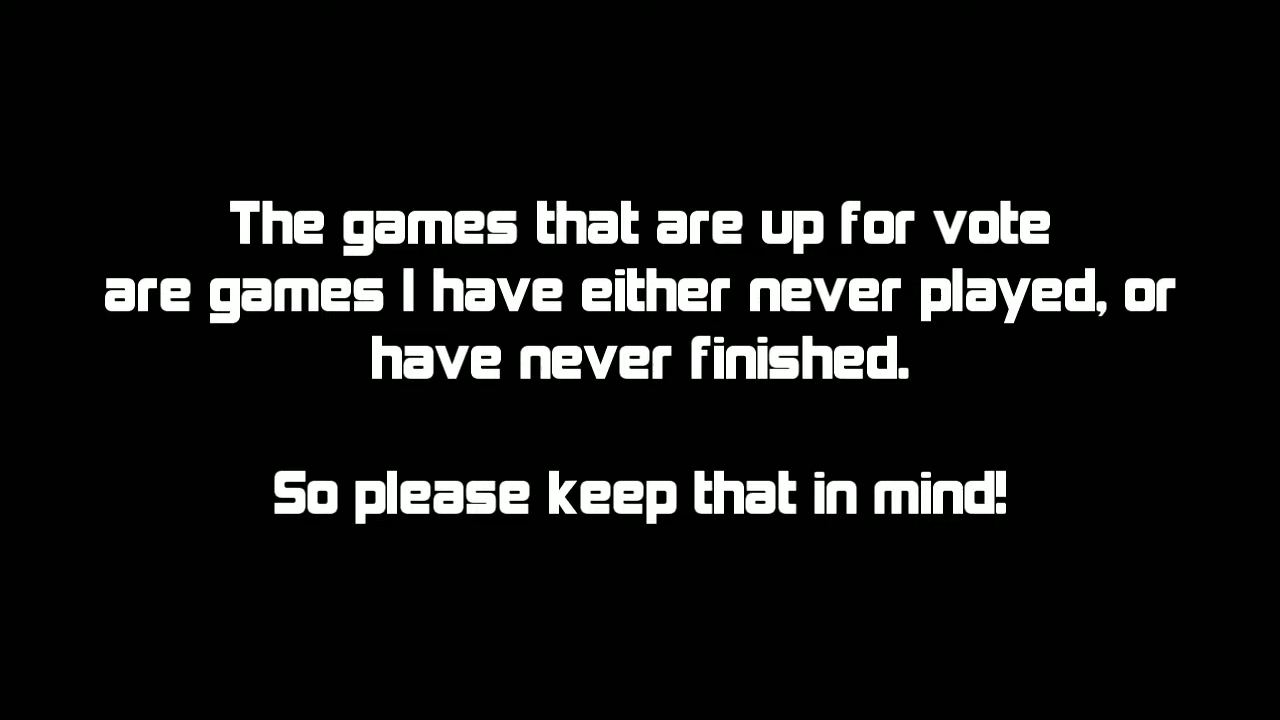 The games that are up for vote
are games I have either never played, or
have never finished.
So please keep that in mind!